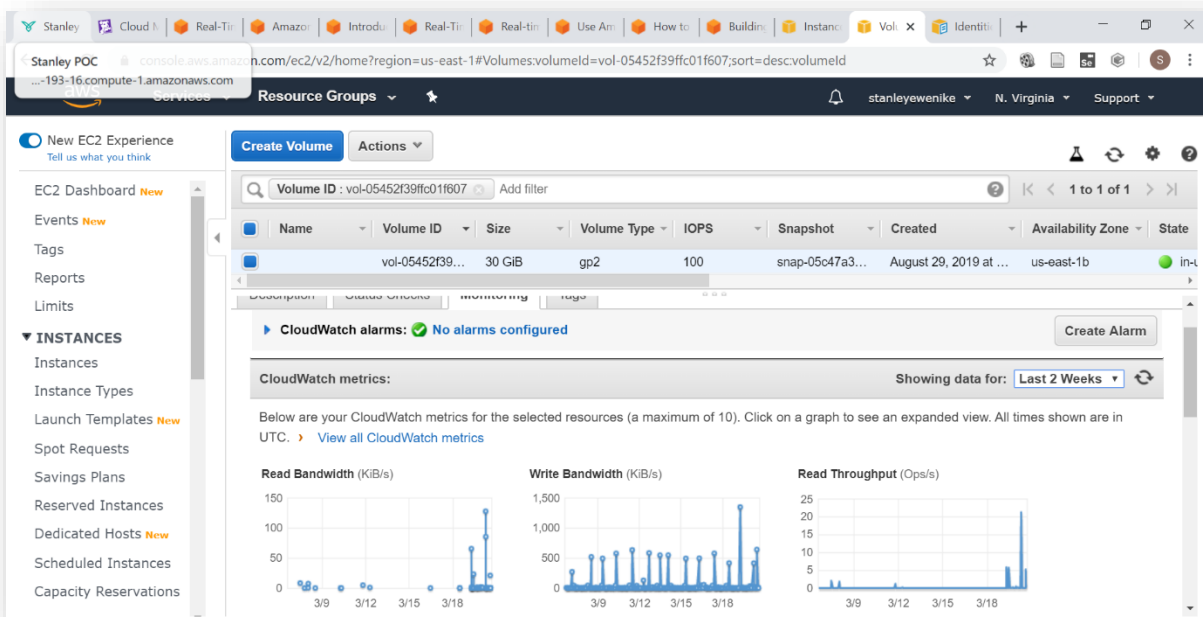 Stanley Cloud N Real-Tin Amazon Introdu Real-Tin Real-tin Use Am How to Building Instanc Volu Identitie
Stanley POC
...-193-16.compute-1.amazonaws.com
console.aws.amazon.com/ec2/v2/home?region=us-east-1#Volumes:volumeId=vol-05452f39ffc01f607;sort=desc:volumeId
Se S
aws Services Resource Groups stanleyewenike N. Virginia Support
New EC2 Experience
Tell us what you think
Create Volume Actions
Volume ID : vol-05452f39ffc01f607 Add filter 1 to 1 of 1
Name Volume ID Size Volume Type IOPS Snapshot Created Availability Zone State
vol-05452f39... 30 GiB gp2 100 snap-05c47a3... August 29, 2019 at ... us-east-1b in-u
Description Status Checks Monitoring Tags
CloudWatch alarms: No alarms configured Create Alarm
CloudWatch metrics: Showing data for: Last 2 Weeks
Below are your CloudWatch metrics for the selected resources (a maximum of 10). Click on a graph to see an expanded view. All times shown are in
UTC. View all CloudWatch metrics
Read Bandwidth (KiB/s)
150
100
50
0
3/9 3/12 3/15 3/18
Write Bandwidth (KiB/s)
1,500
1,000
500
0
3/9 3/12 3/15 3/18
Read Throughput (Ops/s)
25
20
15
10
5
0
3/9 3/12 3/15 3/18
EC2 Dashboard New
Events New
Tags
Reports
Limits
INSTANCES
Instances
Instance Types
Launch Templates New
Spot Requests
Savings Plans
Reserved Instances
Dedicated Hosts New
Scheduled Instances
Capacity Reservations